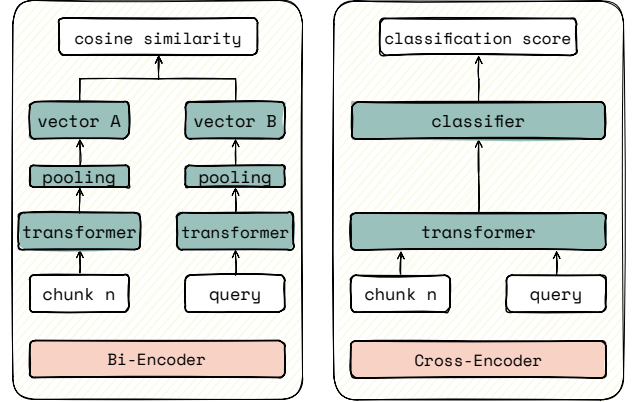 cosine similarity
vector A
vector B
pooling
pooling
transformer
transformer
chunk n
query
Bi-Encoder
classification score
classifier
transformer
chunk n
query
Cross-Encoder